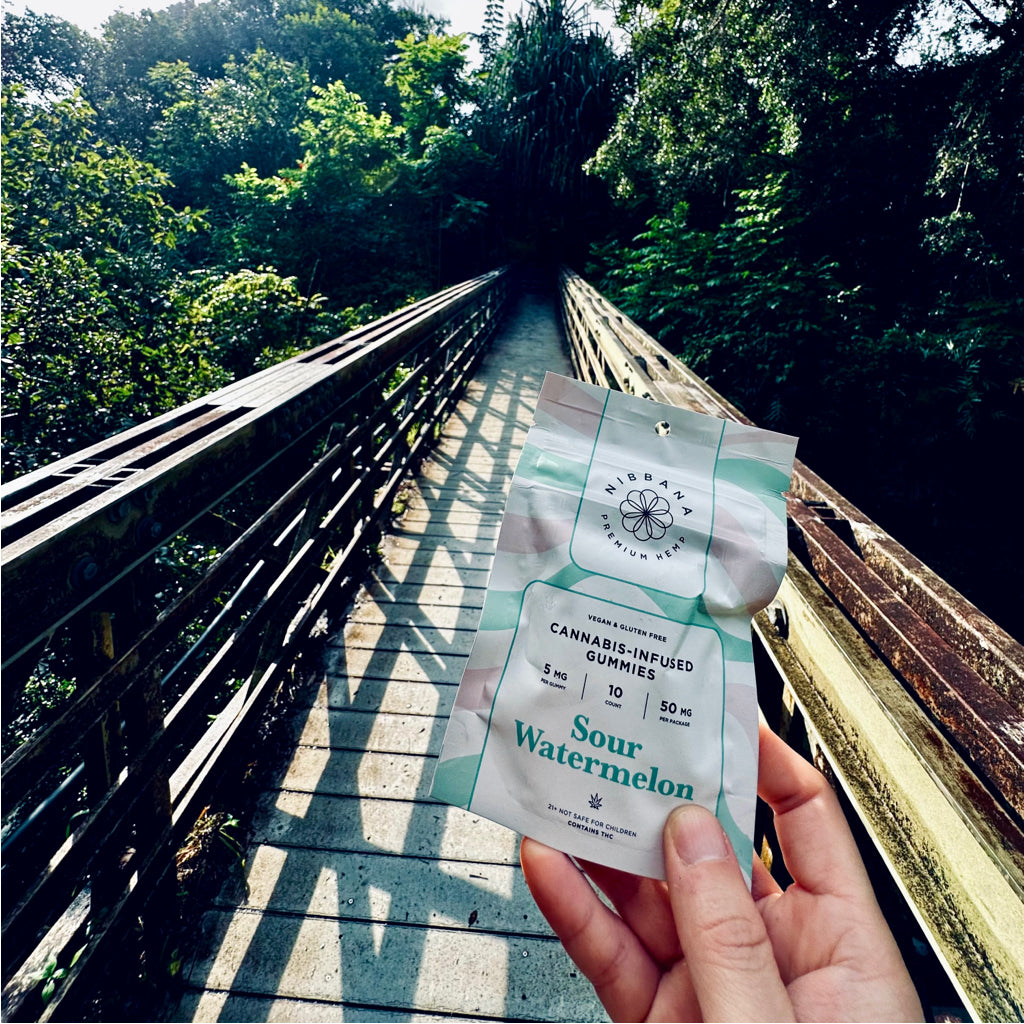 NIBBANA
PREMIUM HEMP
VEGAN & GLUTEN FREE
CANNABIS-INFUSED
GUMMIES
5 MG
PER GUMMY
10
COUNT
50 MG
PER PACKAGE
Sour
Watermelon
21+ NOT SAFE FOR CHILDREN
CONTAINS THC